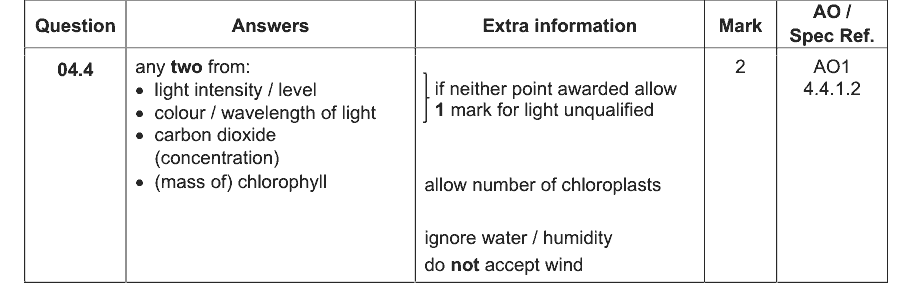 Question Answers Extra information Mark AO / Spec Ref.
04.4 any two from: 2 AO1
• light intensity / level if neither point awarded allow 4.4.1.2
• colour / wavelength of light 1 mark for light unqualified
• carbon dioxide
(concentration)
• (mass of) chlorophyll allow number of chloroplasts
ignore water / humidity
do not accept wind